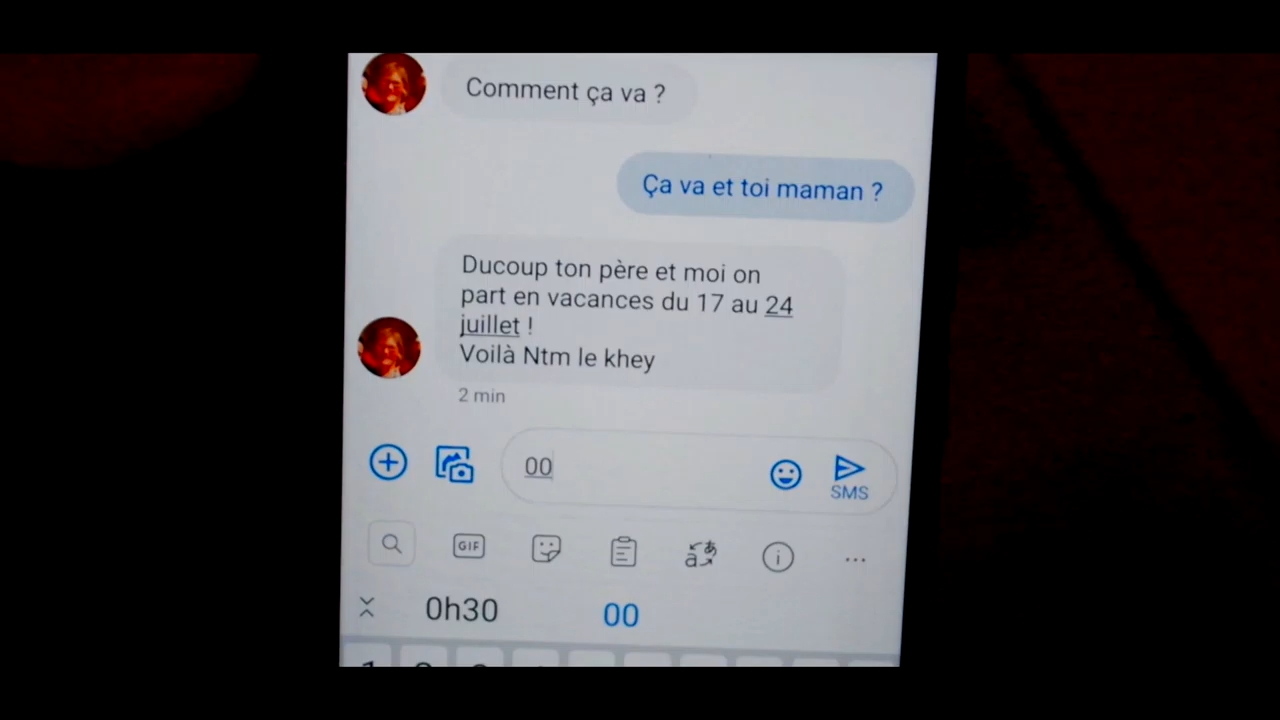 Comment ça va ?
Ça va et toi maman ?
Ducoup ton père et moi on
part en vacances du 17 au 24
juillet !
Voilà Ntm le khey
2 min
00
SMS
GIF
0h30
00